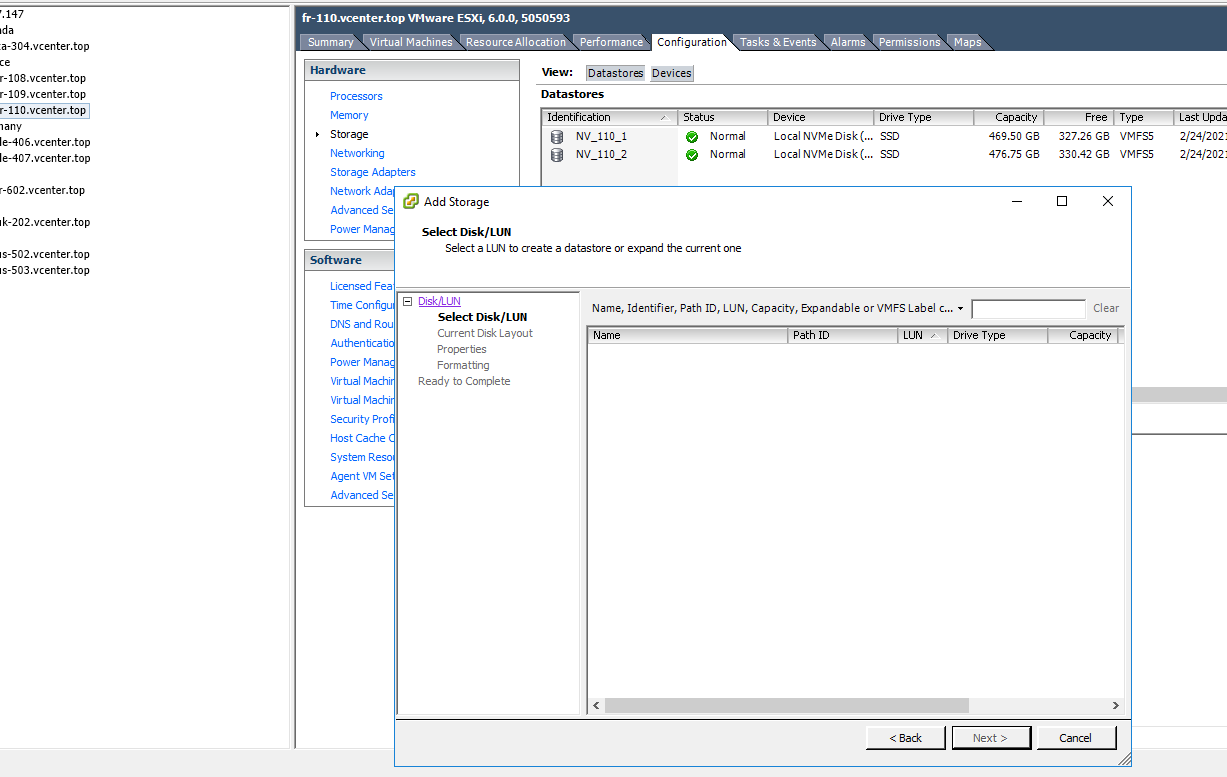 7.147
ada
ca-304.vcenter.top
ce
r-108.vcenter.top
r-109.vcenter.top
r-110.vcenter.top
many
de-406.vcenter.top
de-407.vcenter.top
r-602.vcenter.top
uk-202.vcenter.top
us-502.vcenter.top
us-503.vcenter.top
fr-110.vcenter.top VMware ESXi, 6.0.0, 5050593
Summary Virtual Machines Resource Allocation Performance Configuration Tasks & Events Alarms Permissions Maps
Hardware
Processors
Memory
Storage
Networking
Storage Adapters
Network Adap
Advanced Se
Power Manag
Software
Licensed Feat
Time Configu
DNS and Rou
Authenticatio
Power Manag
Virtual Machin
Virtual Machin
Security Profi
Host Cache C
System Resou
Agent VM Set
Advanced Se
View: Datastores Devices
Datastores
Identification Status Device Drive Type Capacity Free Type Last Upda
NV_110_1 Normal Local NVMe Disk (... SSD 469.50 GB 327.26 GB VMFS5 2/24/2021
NV_110_2 Normal Local NVMe Disk (... SSD 476.75 GB 330.42 GB VMFS5 2/24/2021
Add Storage
Select Disk/LUN
Select a LUN to create a datastore or expand the current one
Disk/LUN
Select Disk/LUN
Current Disk Layout
Properties
Formatting
Ready to Complete
Name, Identifier, Path ID, LUN, Capacity, Expandable or VMFS Label c... Clear
Name Path ID LUN Drive Type Capacity
< Back Next > Cancel